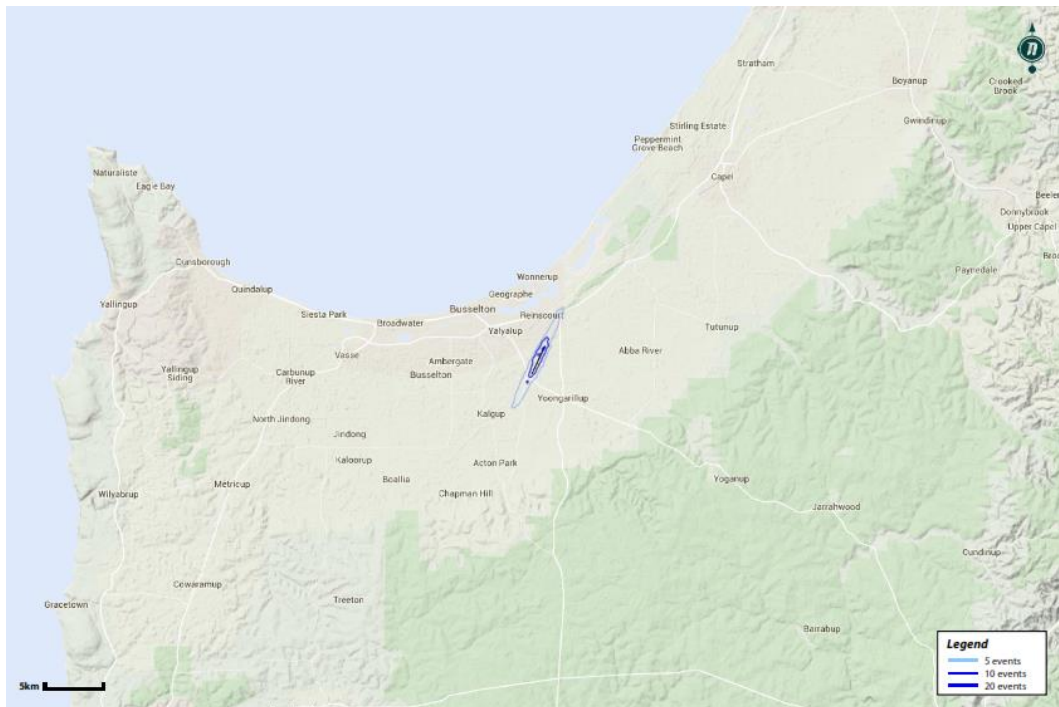 Stratham
Boyanup
Crooked
Brook
Gwindinup
Stirling Estate
Peppermint
Grove Beach
Naturaliste
Eagle Bay
Capel
Donnybrook
Upper Capel
Paynedale
Dunsborough
Wonnerup
Quindalup
Geographe
Yallingup
Siesta Park
Busselton
Reinscourt
Broadwater
Yalyalup
Tutunup
Vasse
Abba River
Ambergate
Yallingup
Siding
Carbunup
River
Busselton
Yoongarillup
Kalgup
North Jindong
Jindong
Kaloorup
Acton Park
Boallia
Yoganup
Metricup
Wilyabrup
Chapman Hill
Jarrahwood
Cundinup
Cowaramup
Gracetown
Treeton
Barrabup
Legend
5 events
10 events
20 events
5km